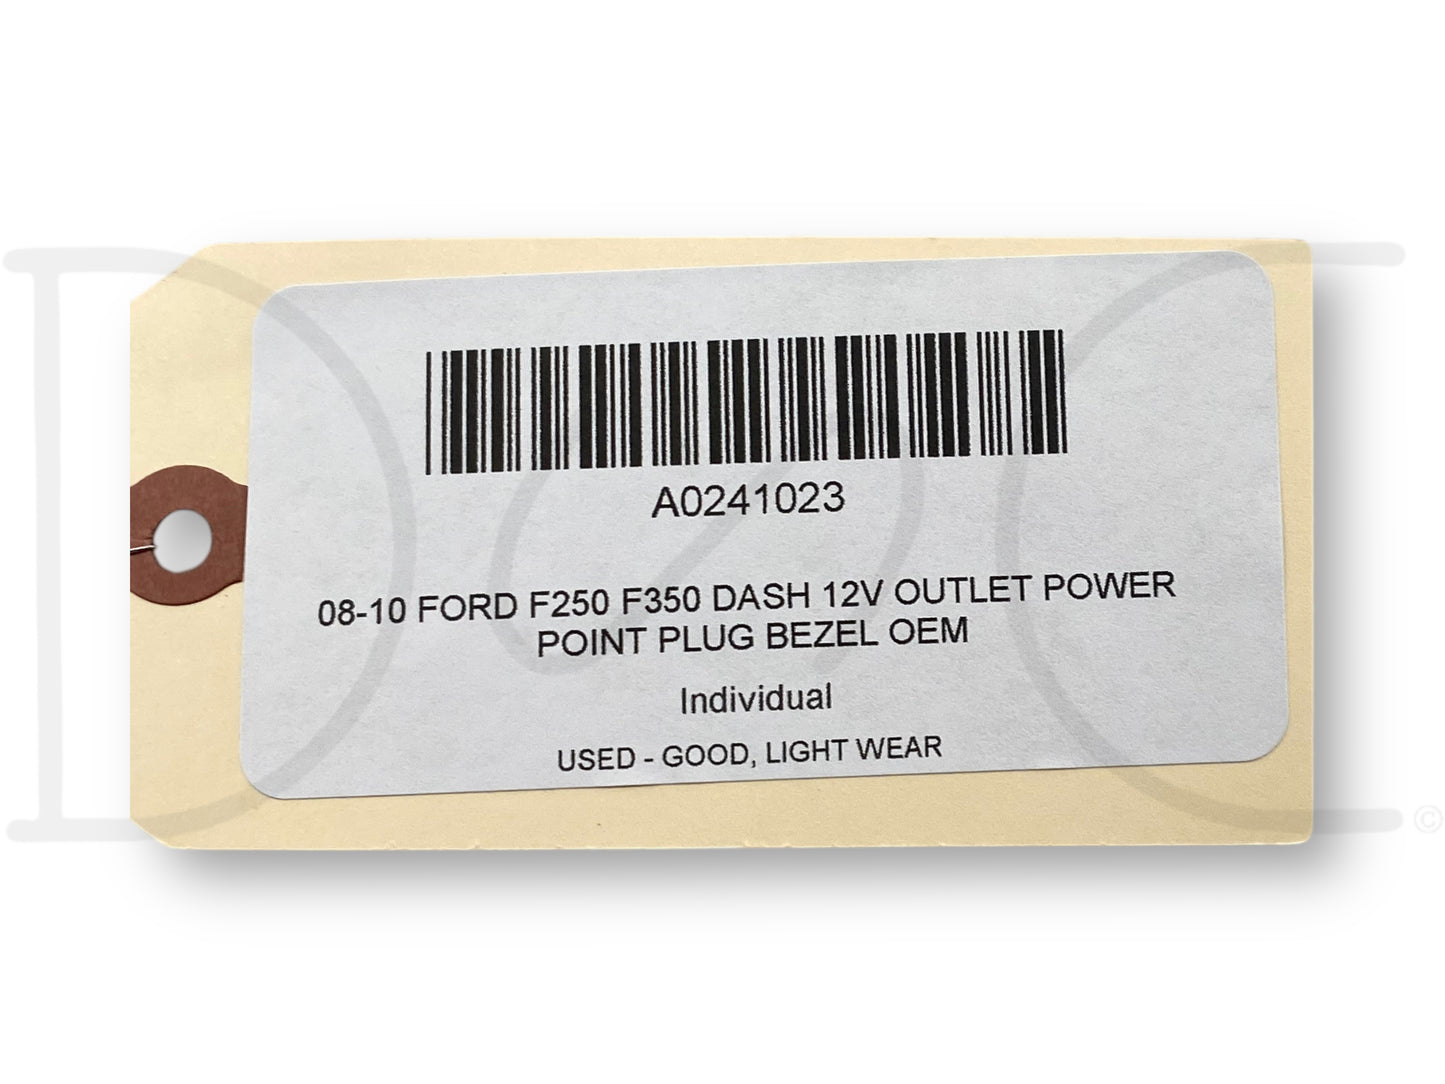 A0241023
08-10 FORD F250 F350 DASH 12V OUTLET POWER
POINT PLUG BEZEL OEM
Individual
USED - GOOD, LIGHT WEAR
©